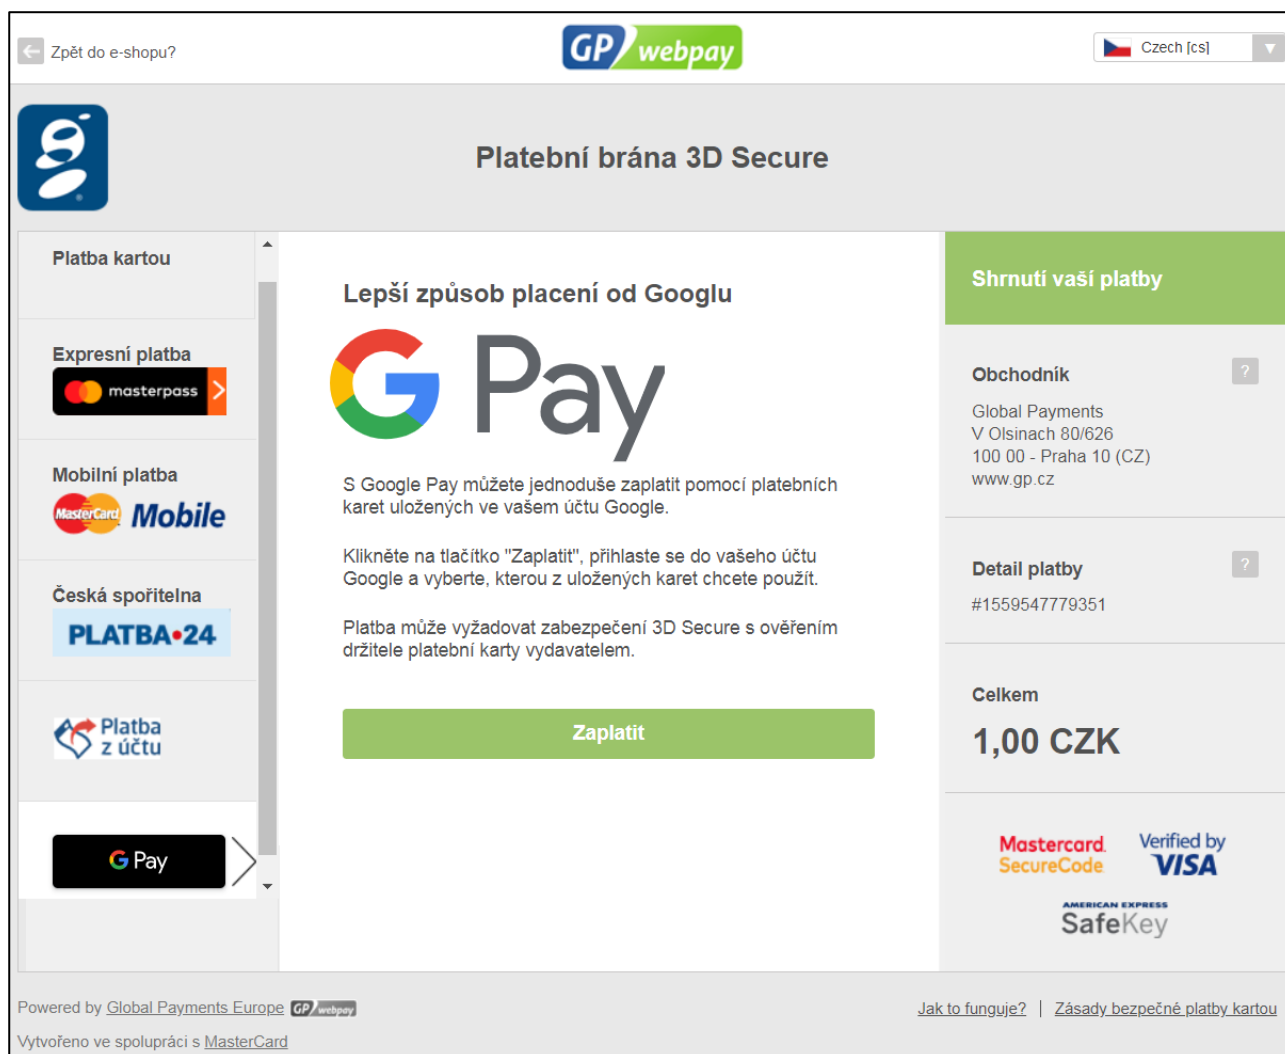 Zpět do e-shopu?
GP webpay
Czech [cs]
Platební brána 3D Secure
Platba kartou
Expresní platba
masterpass
Mobilní platba
MasterCard Mobile
Česká spořitelna
PLATBA•24
Platba
z účtu
G Pay
Lepší způsob placení od Googlu
G Pay
S Google Pay můžete jednoduše zaplatit pomocí platebních
karet uložených ve vašem účtu Google.
Klikněte na tlačítko "Zaplatit", přihlaste se do vašeho účtu
Google a vyberte, kterou z uložených karet chcete použít.
Platba může vyžadovat zabezpečení 3D Secure s ověřením
držitele platební karty vydavatelem.
Zaplatit
Shrnutí vaší platby
Obchodník
?
Global Payments
V Olsinach 80/626
100 00 - Praha 10 (CZ)
www.gp.cz
Detail platby
?
#1559547779351
Celkem
1,00 CZK
Mastercard.
SecureCode
Verified by
VISA
AMERICAN EXPRESS
SafeKey
Powered by Global Payments Europe GP webpay
Jak to funguje? | Zásady bezpečné platby kartou
Vytvořeno ve spolupráci s MasterCard